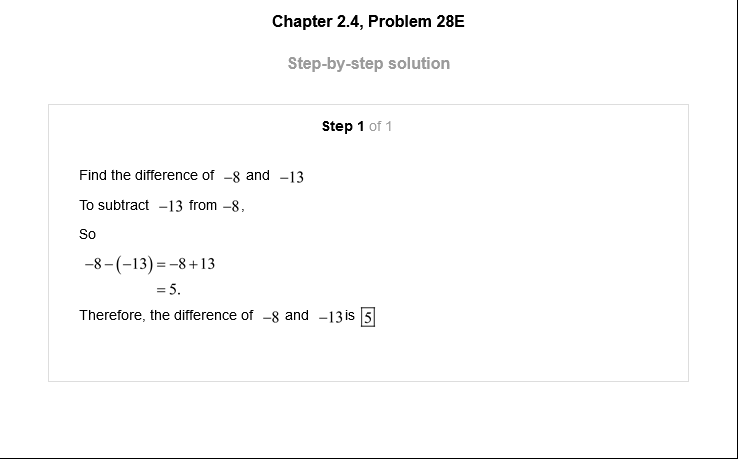 Chapter 2.4, Problem 28E
Step-by-step solution
Step 1 of 1
Find the difference of −8 and −13
To subtract −13 from −8,
So
−8−(−13)=−8+13
=5.
Therefore, the difference of −8 and −13 is 5